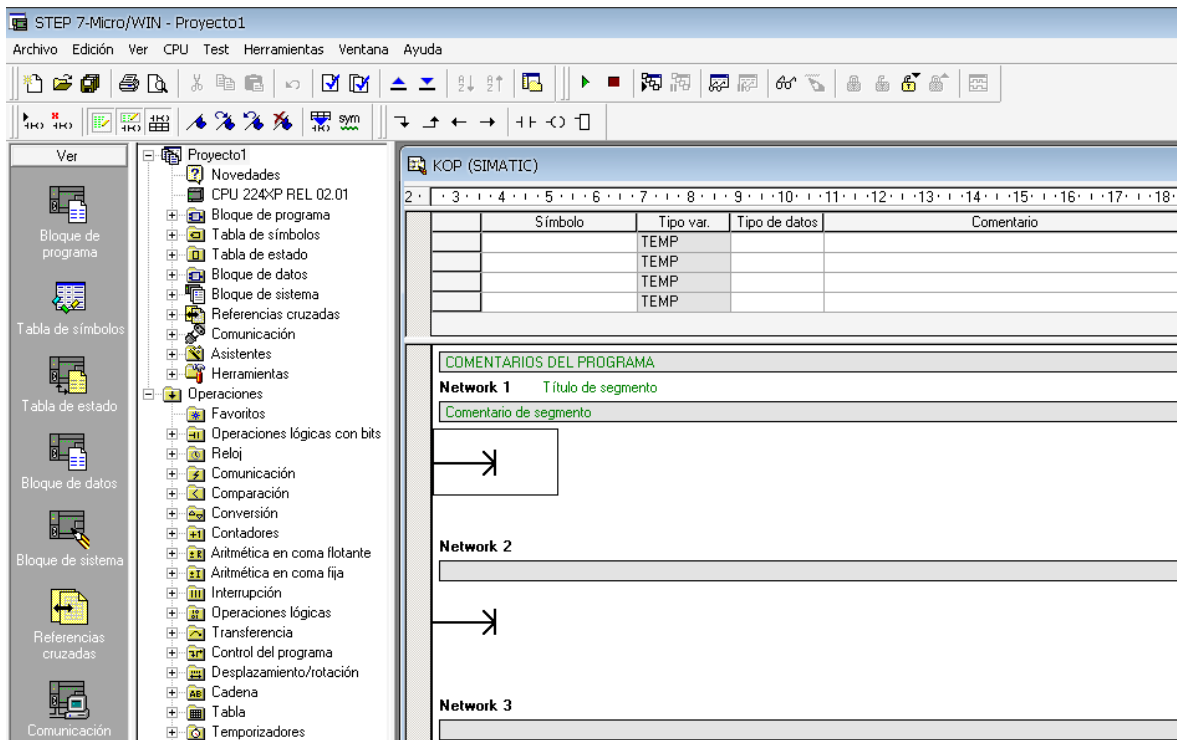 STEP 7-Micro/WIN - Proyecto1
Archivo Edición Ver CPU Test Herramientas Ventana Ayuda
sym
Ver
Bloque de
programa
Tabla de símbolos
Tabla de estado
Bloque de datos
Bloque de sistema
Referencias
cruzadas
Comunicación
Proyecto1
Novedades
CPU 224XP REL 02.01
Bloque de programa
Tabla de símbolos
Tabla de estado
Bloque de datos
Bloque de sistema
Referencias cruzadas
Comunicación
Asistentes
Herramientas
Operaciones
Favoritos
Operaciones lógicas con bits
Reloj
Comunicación
Comparación
Conversión
Contadores
Aritmética en coma flotante
Aritmética en coma fija
Interrupción
Operaciones lógicas
Transferencia
Control del programa
Desplazamiento/rotación
Cadena
Tabla
Temporizadores
KOP (SIMATIC)
2 3 4 5 6 7 8 9 10 11 12 13 14 15 16 17 18
Símbolo Tipo var. Tipo de datos Comentario
TEMP
TEMP
TEMP
TEMP
COMENTARIOS DEL PROGRAMA
Network 1 Título de segmento
Comentario de segmento
Network 2
Network 3